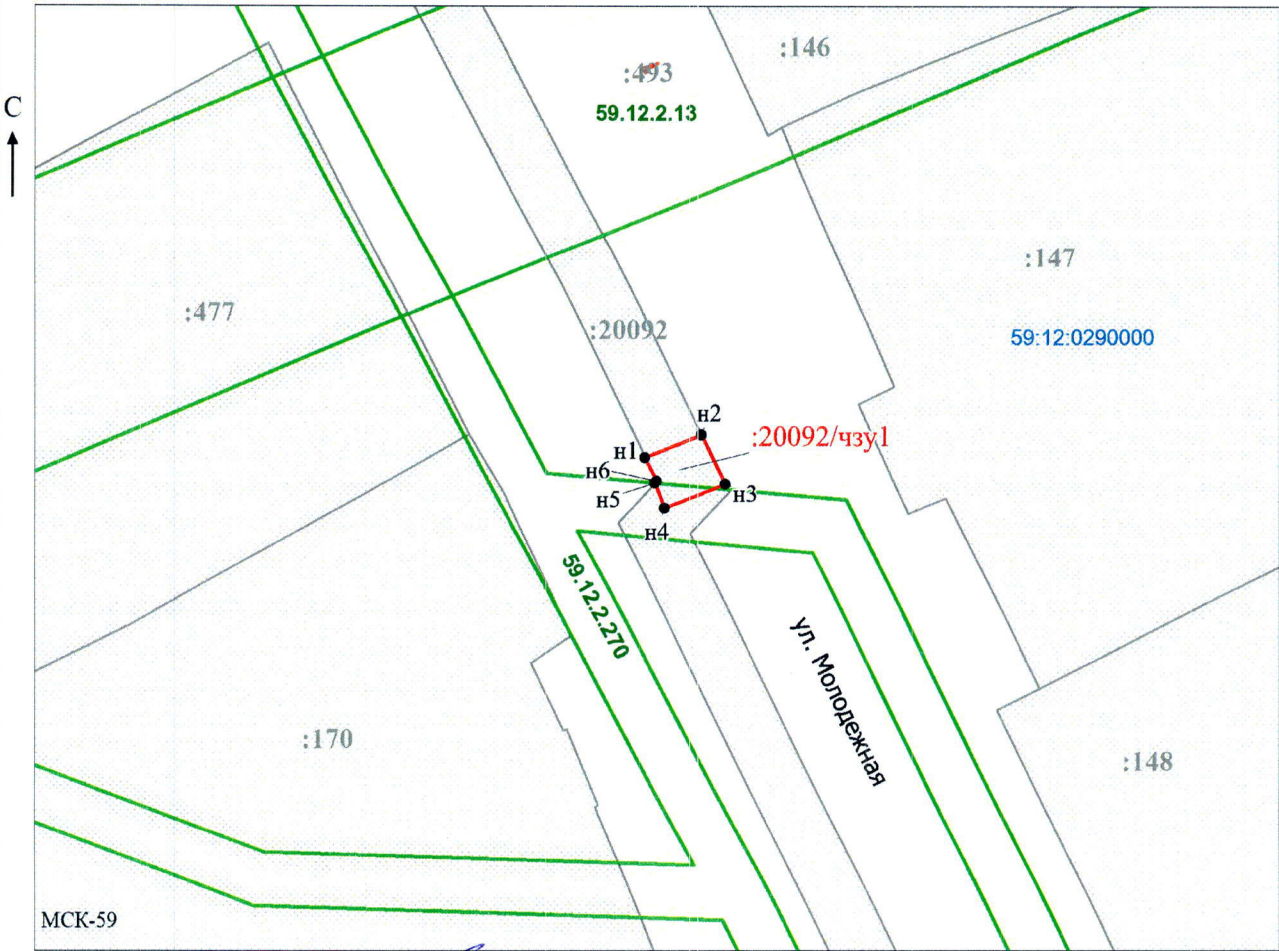 :146
:493
59.12.2.13
С
:147
:477
:20092
59:12:0290000
н2
:20092/чзу1
н1
н6
н5
н3
н4
59.12.2.270
ул. Молодежная
:170
:148
МСК-59